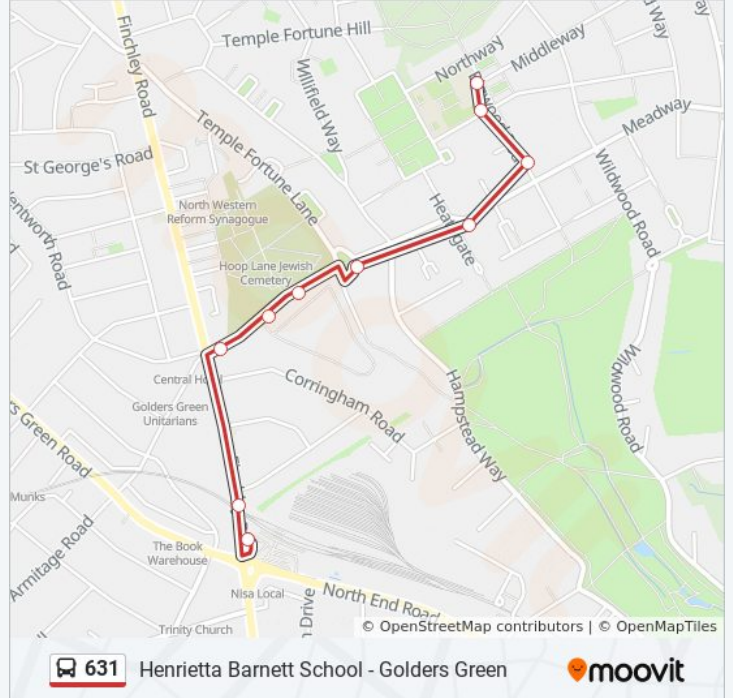 Finchley Road
Temple Fortune Hill
Northway
Middleway
Way
Willifield Way
Meadway
St George's Road
Temple Fortune Lane
North Western
Reform Synagogue
Wildwood Road
Hoop Lane Jewish
Cemetery
Central
Golders Green
Unitarians
Corringham Road
Hampstead Way
Wildwood Road
Green Road
Munks
Armitage Road
The Book
Warehouse
Nisa Local
North End Road
Drive
Trinity Church
© OpenStreetMap contributors | © OpenMapTiles
631 Henrietta Barnett School - Golders Green
moovit